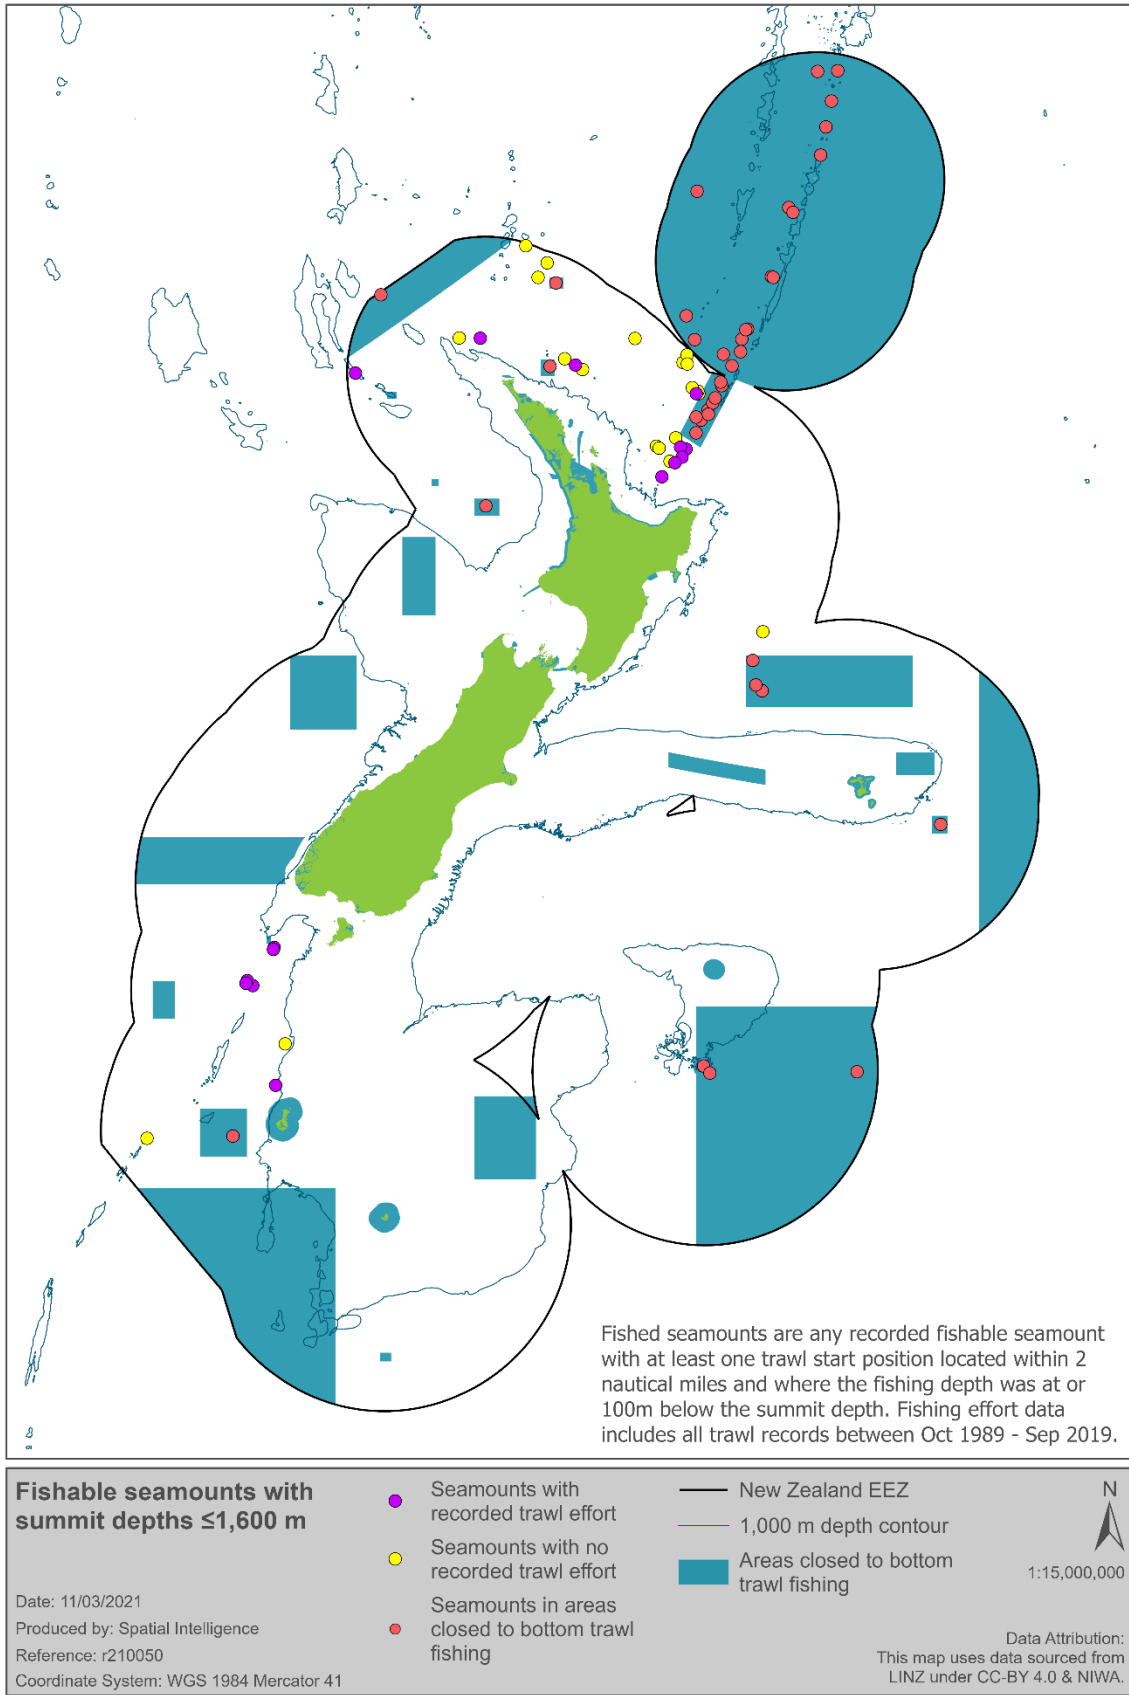 Fished seamounts are any recorded fishable seamount
with at least one trawl start position located within 2
nautical miles and where the fishing depth was at or
100m below the summit depth. Fishing effort data
includes all trawl records between Oct 1989 - Sep 2019.
Fishable seamounts with
summit depths ≤1,600 m
Date: 11/03/2021
Produced by: Spatial Intelligence
Reference: r210050
Coordinate System: WGS 1984 Mercator 41
Seamounts with
recorded trawl effort
Seamounts with no
recorded trawl effort
Seamounts in areas
closed to bottom trawl
fishing
New Zealand EEZ
1,000 m depth contour
Areas closed to bottom
trawl fishing
N
1:15,000,000
Data Attribution:
This map uses data sourced from
LINZ under CC-BY 4.0 & NIWA.